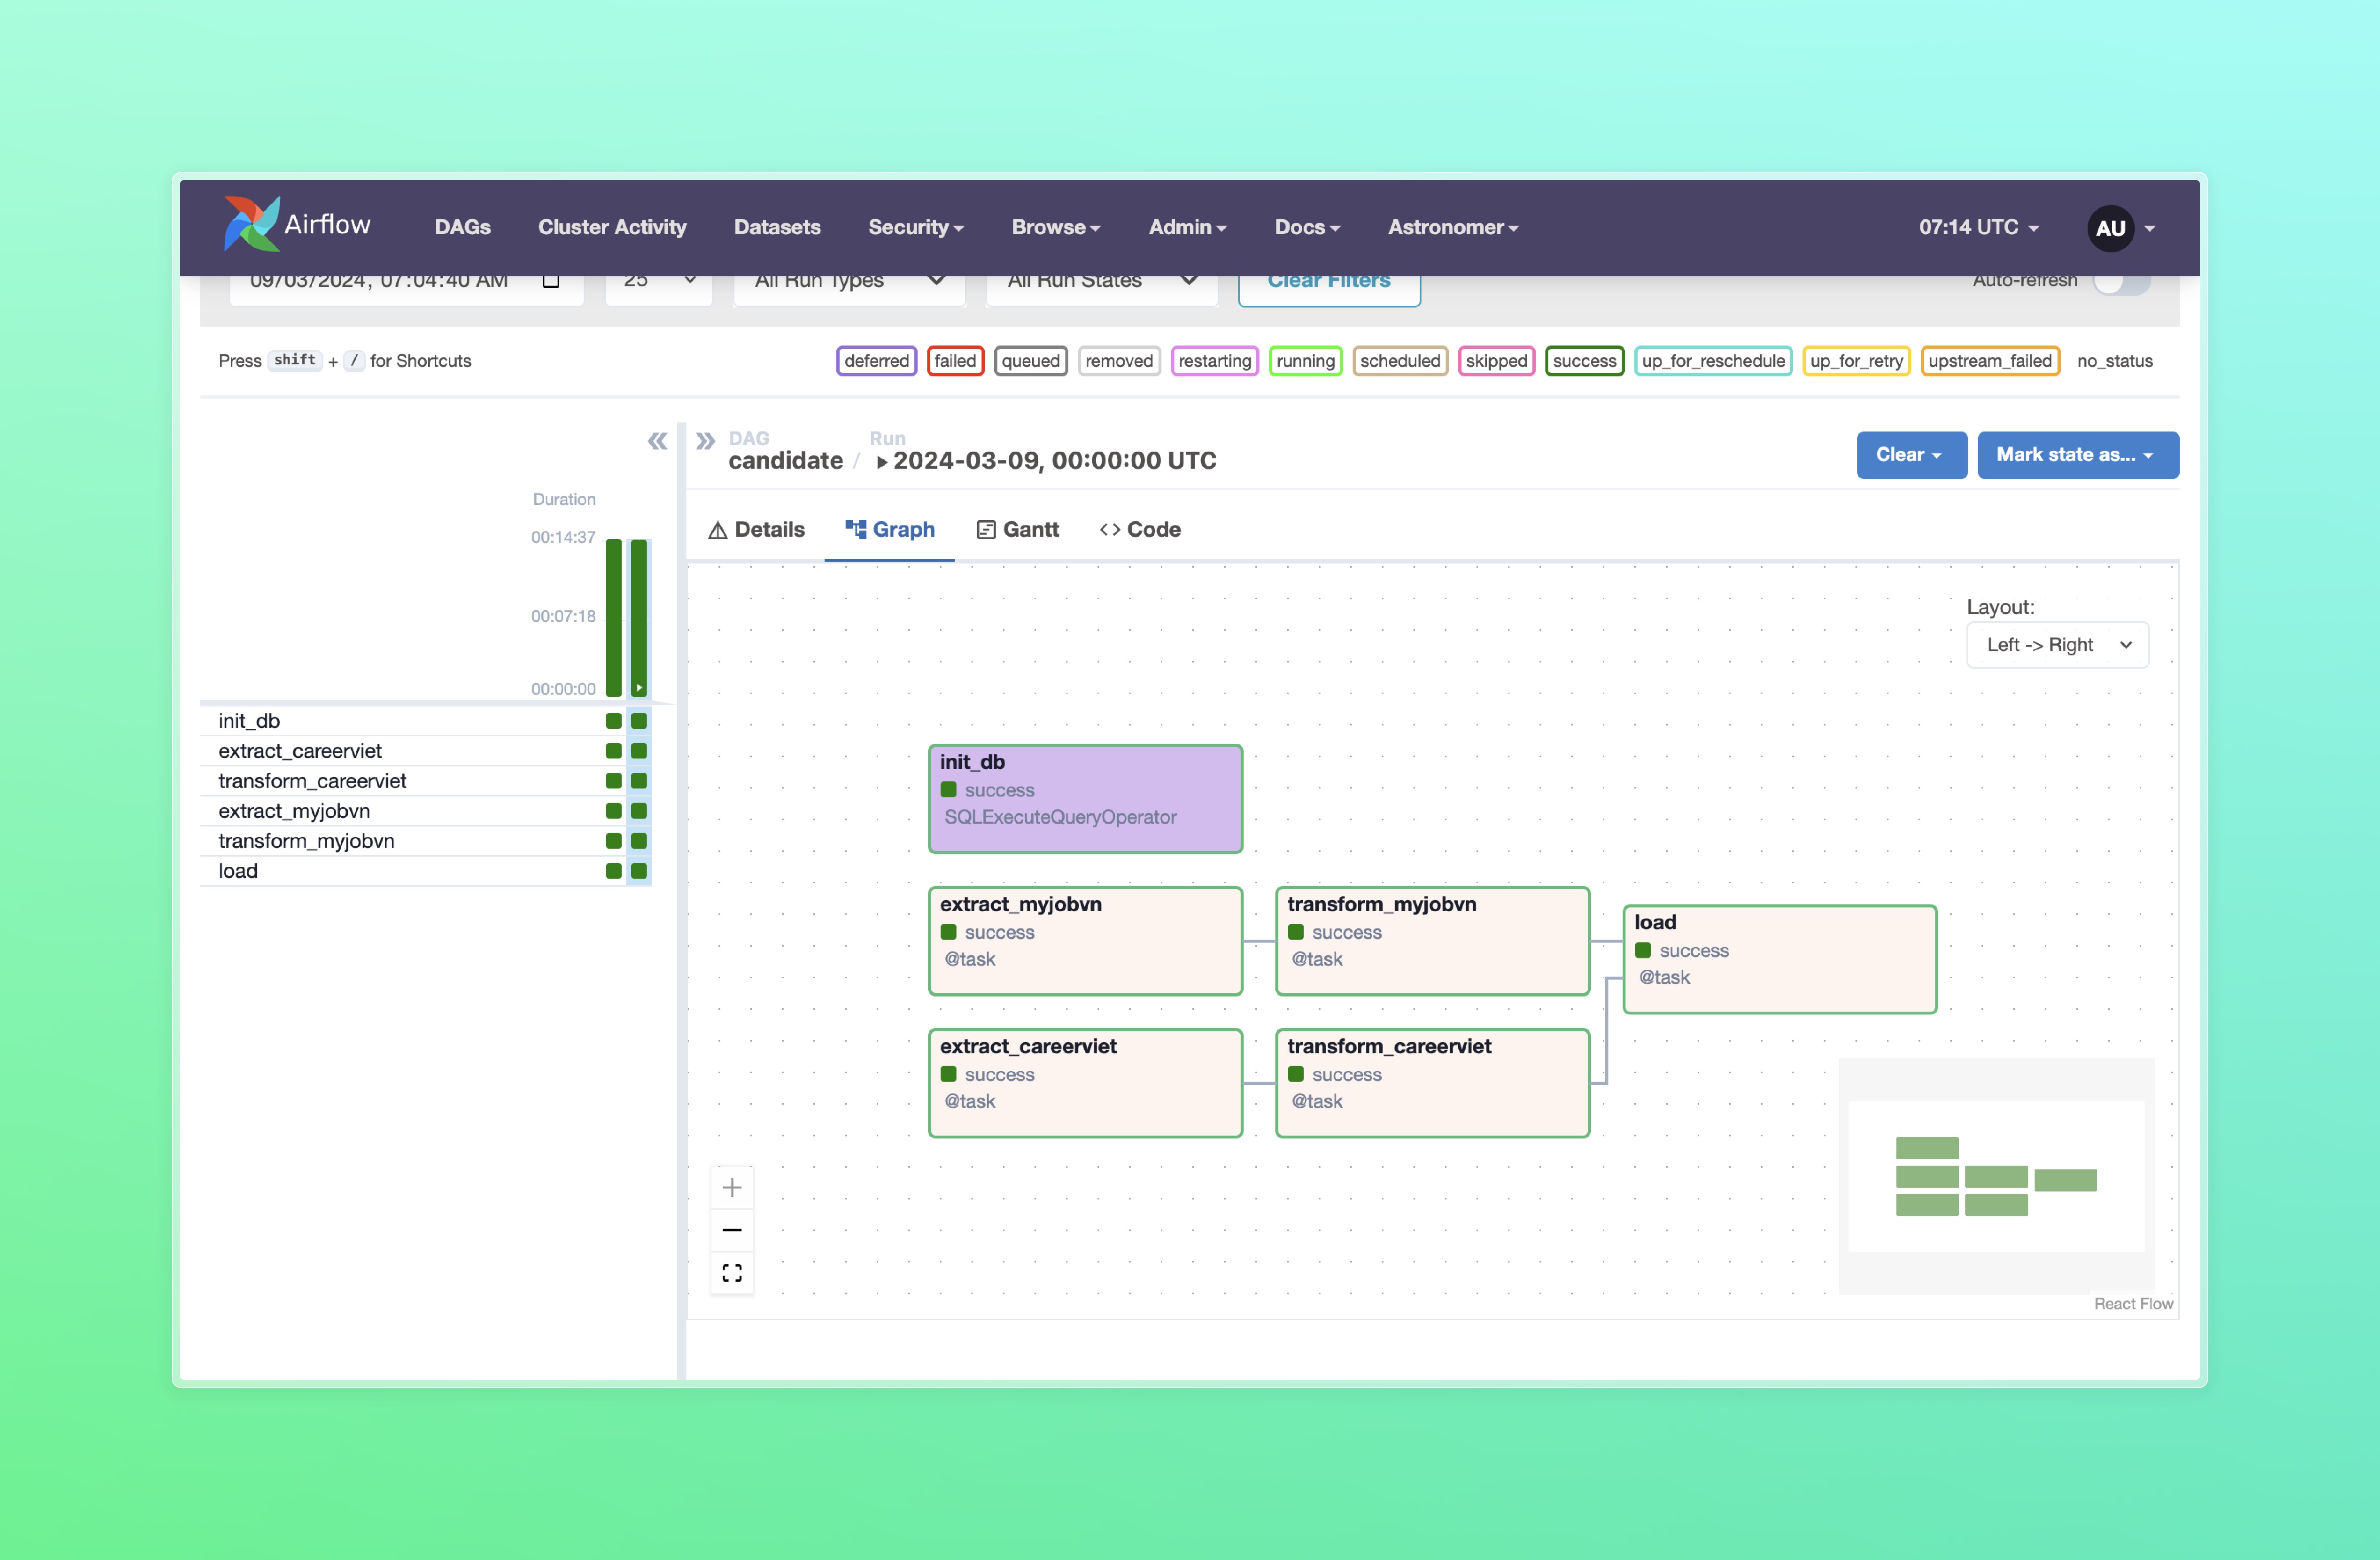 Airflow DAGs Cluster Activity Datasets Security Browse Admin Docs Astronomer 07:14 UTC AU
09/03/2024, 07:04:40 AM 25 All Run Types All Run States Clear Filters Auto-refresh
Press shift + / for Shortcuts deferred failed queued removed restarting running scheduled skipped success up_for_reschedule up_for_retry upstream_failed no_status
DAG Run
candidate / 2024-03-09, 00:00:00 UTC Clear Mark state as...
Details Graph Gantt <> Code
Duration
00:14:37
00:07:18
00:00:00
init_db
extract_careerviet
transform_careerviet
extract_myjobvn
transform_myjobvn
load
Layout:
Left -> Right
init_db
success
SQLExecuteQueryOperator
extract_myjobvn
success
@task
transform_myjobvn
success
@task
load
success
@task
extract_careerviet
success
@task
transform_careerviet
success
@task
React Flow